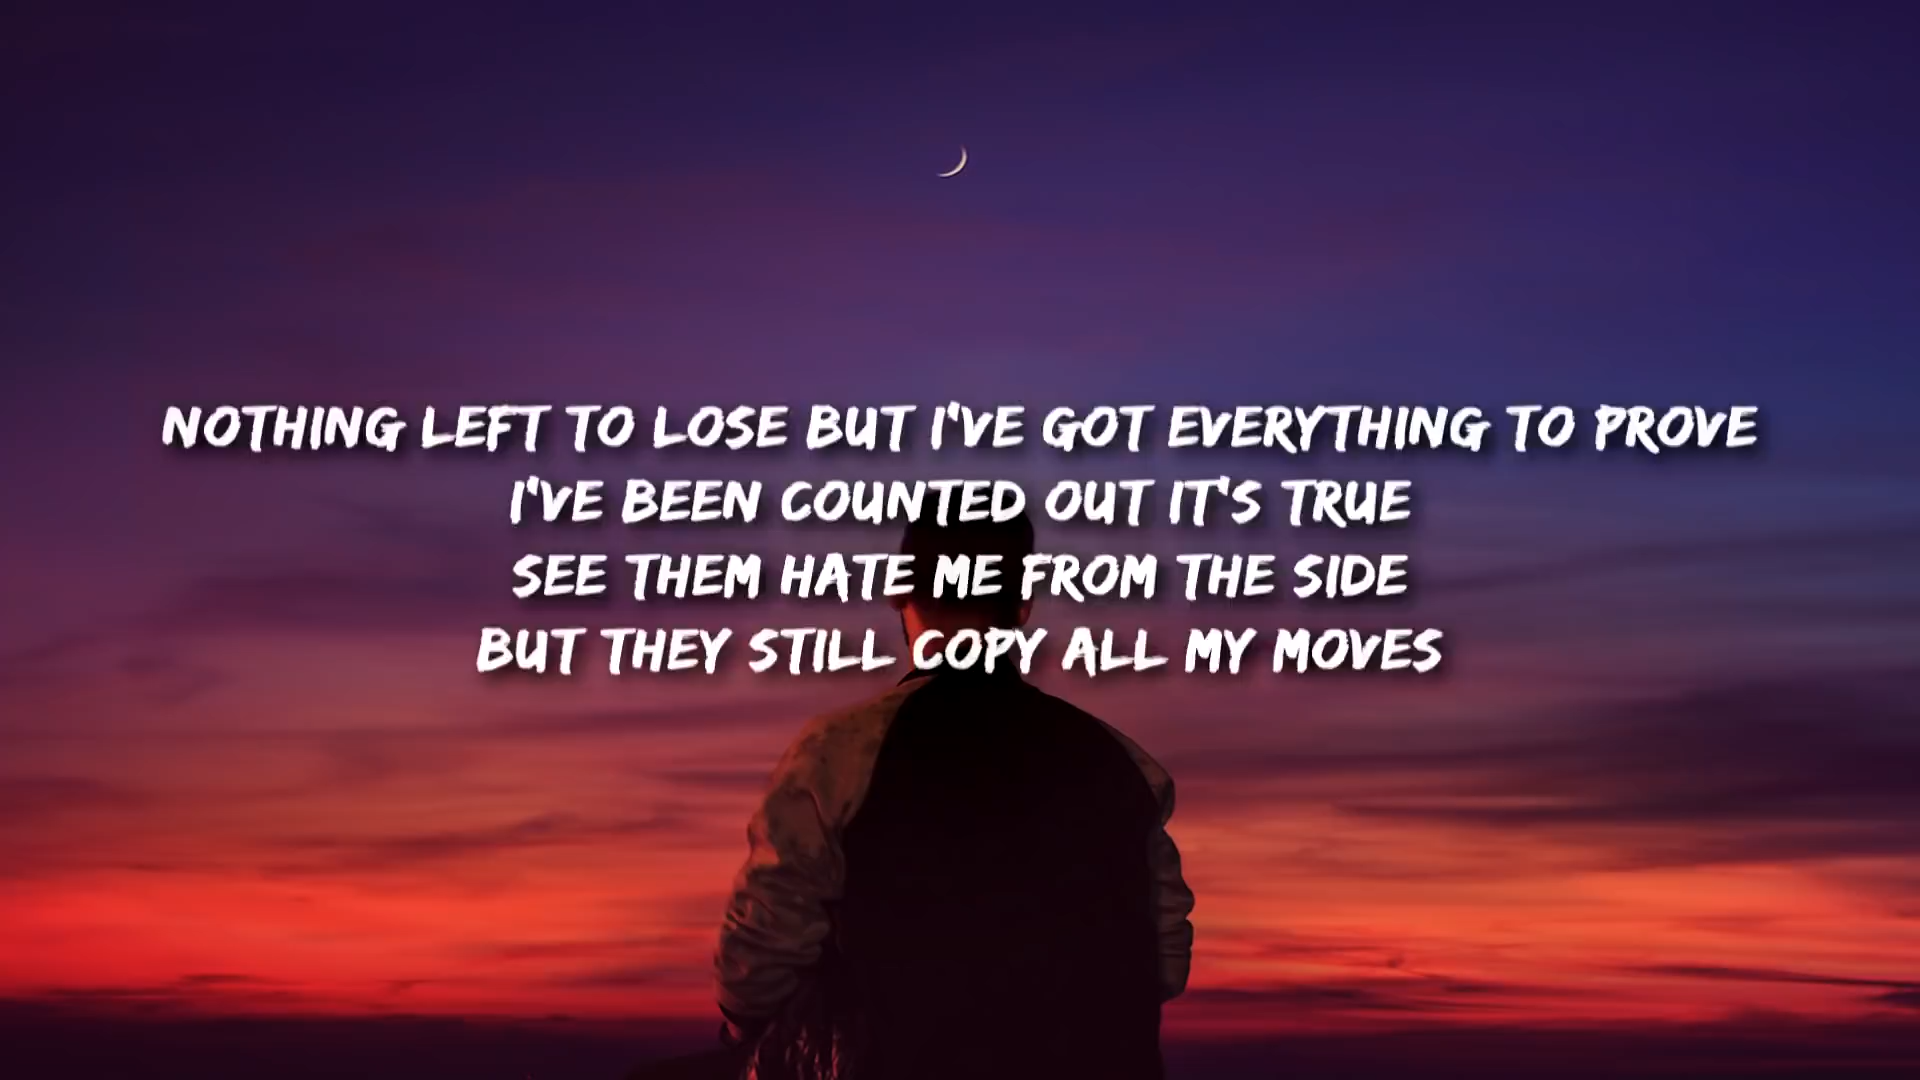 NOTHING LEFT TO LOSE BUT I'VE GOT EVERYTHING TO PROVE
I'VE BEEN COUNTED OUT IT'S TRUE
SEE THEM HATE ME FROM THE SIDE
BUT THEY STILL COPY ALL MY MOVES